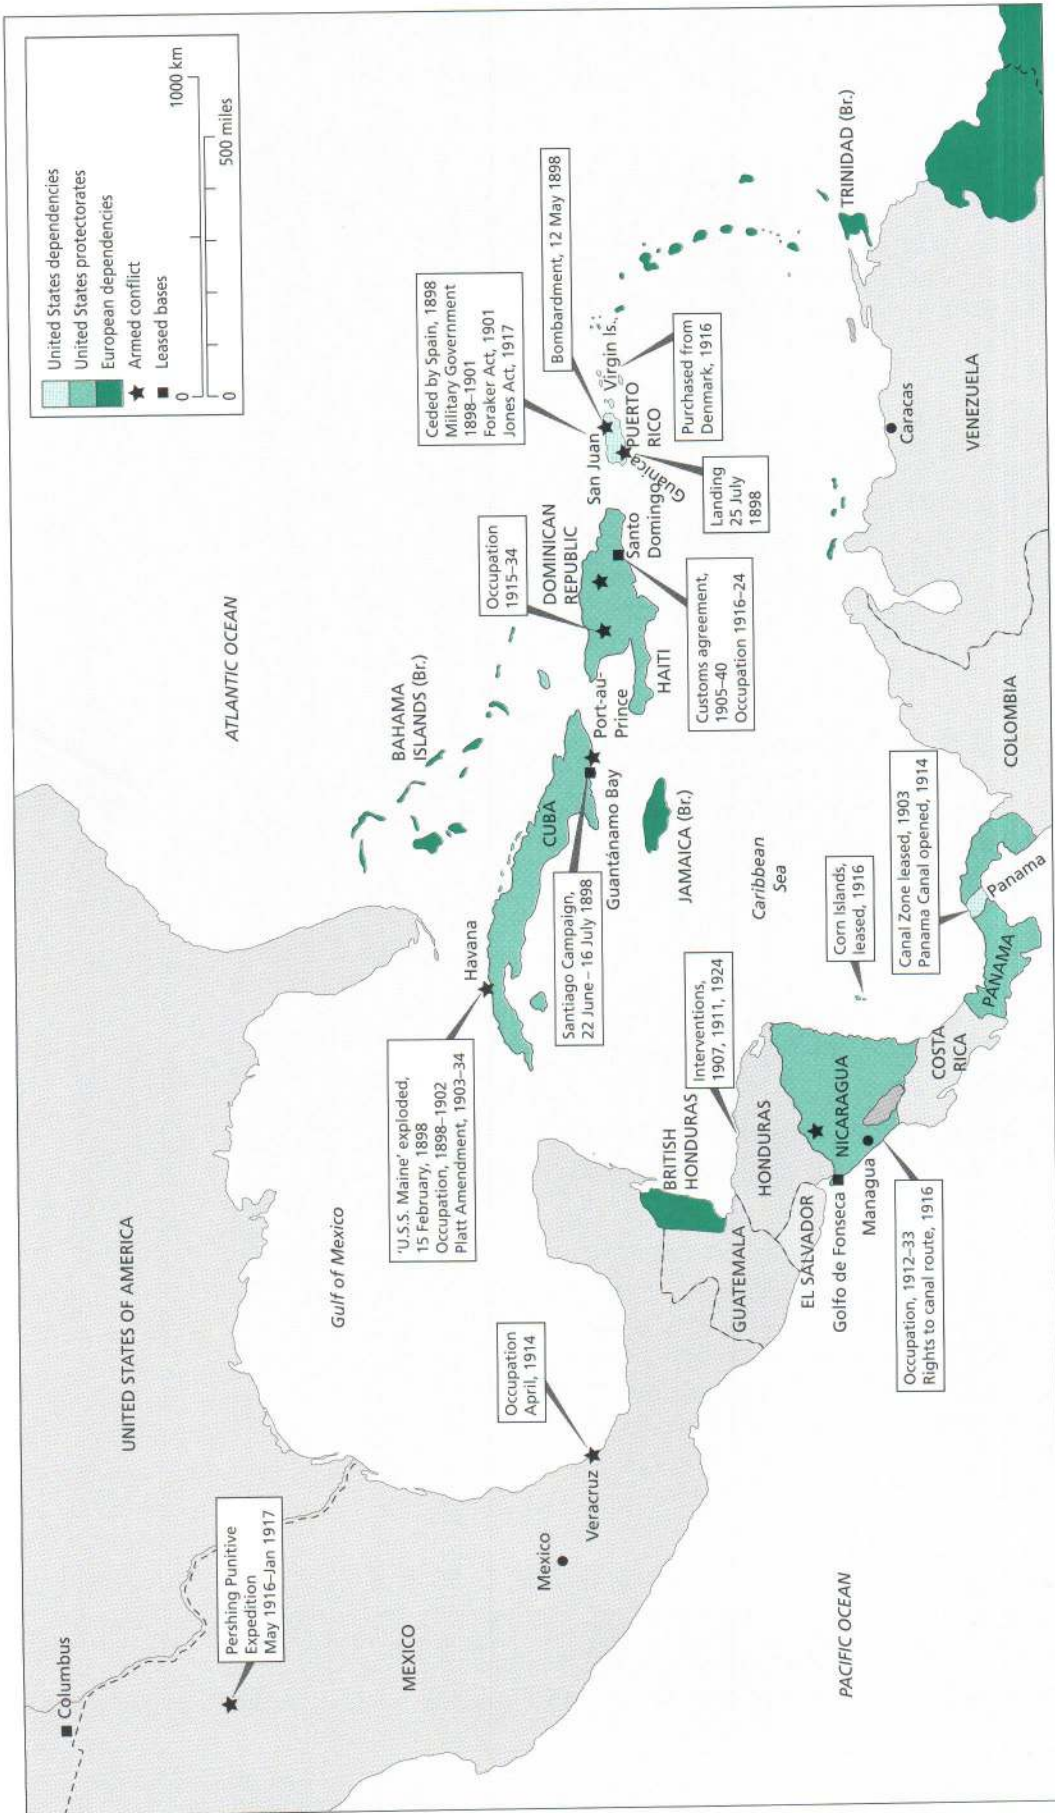 United States dependencies
United States protectorates
European dependencies
Armed conflict
Leased bases
0
1000 km
0
500 miles
Columbus
UNITED STATES OF AMERICA
ATLANTIC OCEAN
Pershing Punitive
Expedition
May 1916–Jan 1917
MEXICO
Mexico
Veracruz
Occupation
April, 1914
Gulf of Mexico
'U.S.S. Maine' exploded,
15 February, 1898
Occupation, 1898–1902
Platt Amendment, 1903–34
Havana
CUBA
BAHAMA
ISLANDS (Br.)
Santiago Campaign,
22 June – 16 July 1898
Guantánamo Bay
JAMAICA (Br.)
Occupation
1915–34
Port-au-
Prince
HAITI
DOMINICAN
REPUBLIC
Santo
Domingo
Customs agreement,
1905–40
Occupation 1916–24
Ceded by Spain, 1898
Military Government
1898–1901
Foraker Act, 1901
Jones Act, 1917
San Juan
PUERTO
RICO
Guanica
Landing
25 July
1898
Bombardment, 12 May 1898
Virgin Is.
Purchased from
Denmark, 1916
Caribbean
Sea
BRITISH
HONDURAS
GUATEMALA
HONDURAS
Interventions,
1907, 1911, 1924
EL SALVADOR
Golfo de Fonseca
NICARAGUA
Managua
Occupation, 1912–33
Rights to canal route, 1916
Corn Islands,
leased, 1916
COSTA
RICA
PANAMA
Panama
Canal Zone leased, 1903
Panama Canal opened, 1914
COLOMBIA
VENEZUELA
Caracas
TRINIDAD (Br.)
PACIFIC OCEAN